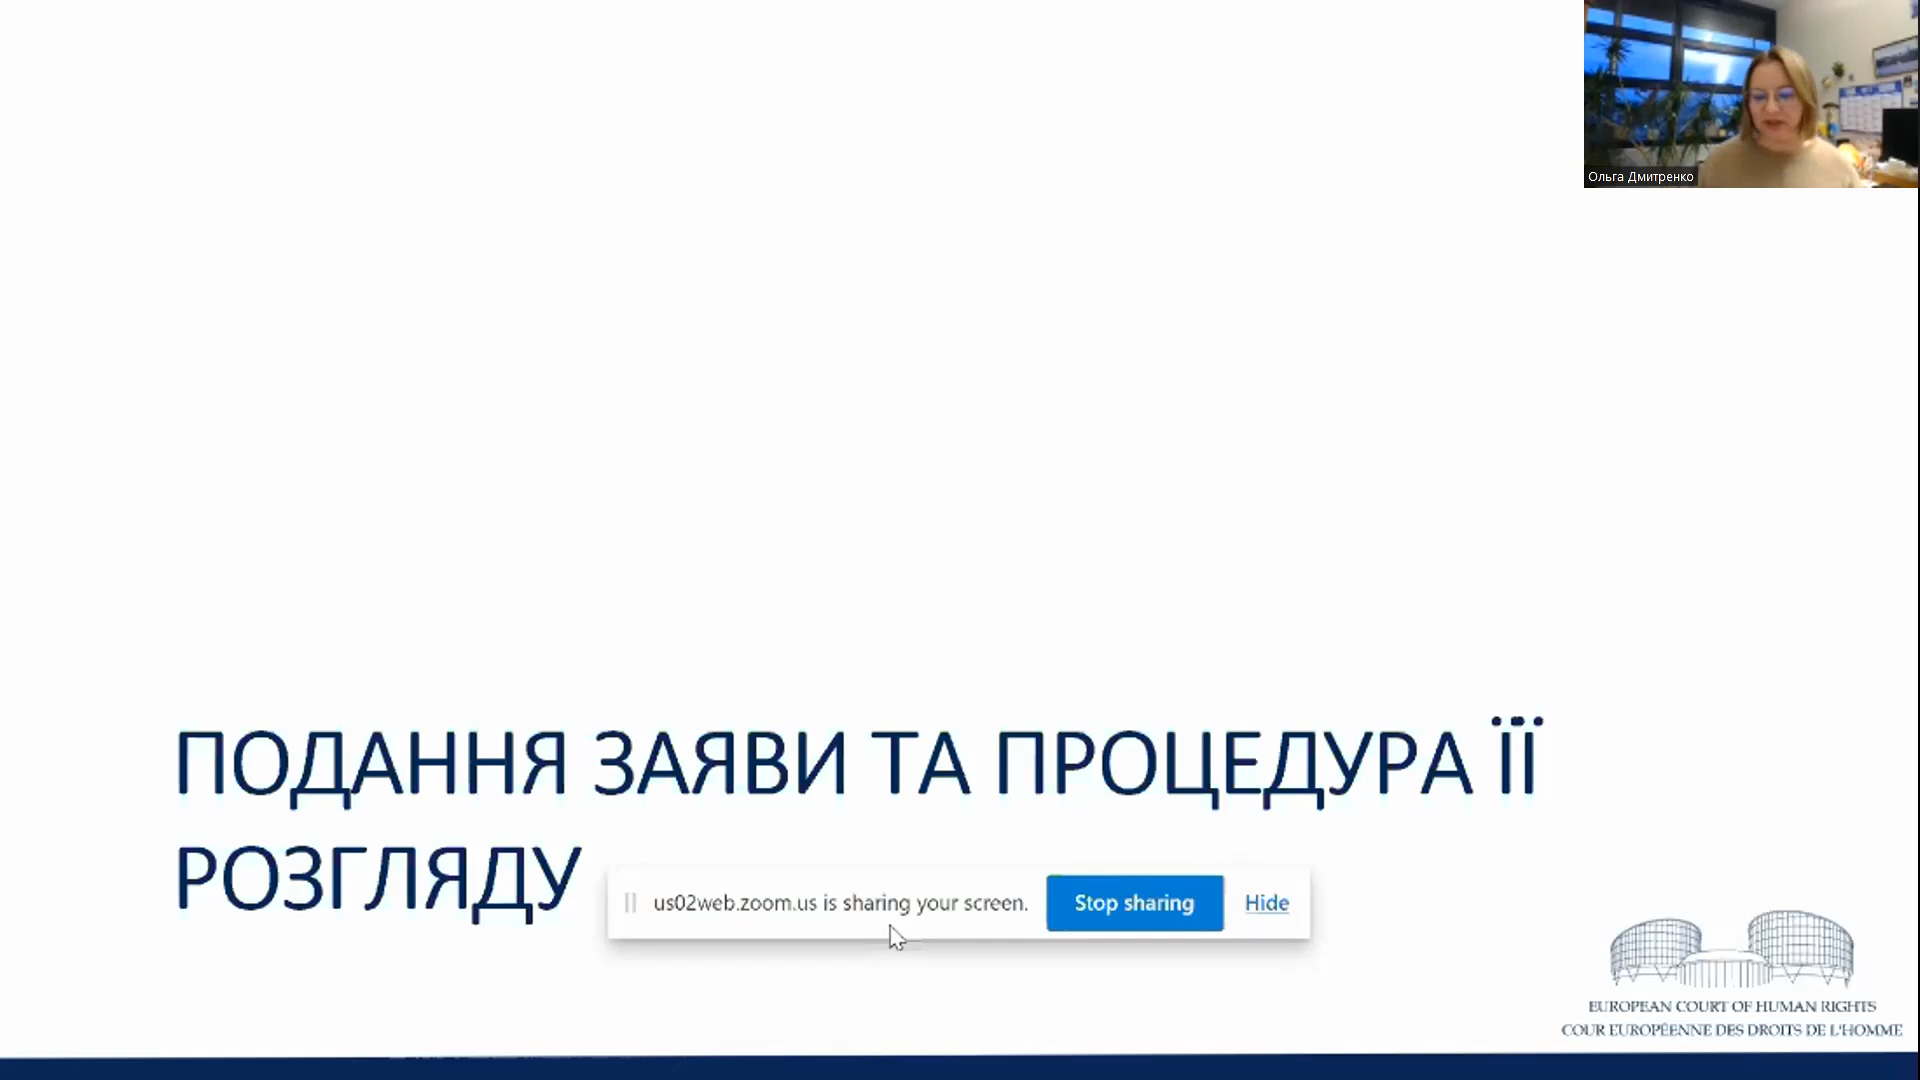 Ольга Дмитренко
ПОДАННЯ ЗАЯВИ ТА ПРОЦЕДУРА ЇЇ
РОЗГЛЯДУ
us02web.zoom.us is sharing your screen.
Stop sharing
Hide
EUROPEAN COURT OF HUMAN RIGHTS
COUR EUROPÉENNE DES DROITS DE L'HOMME